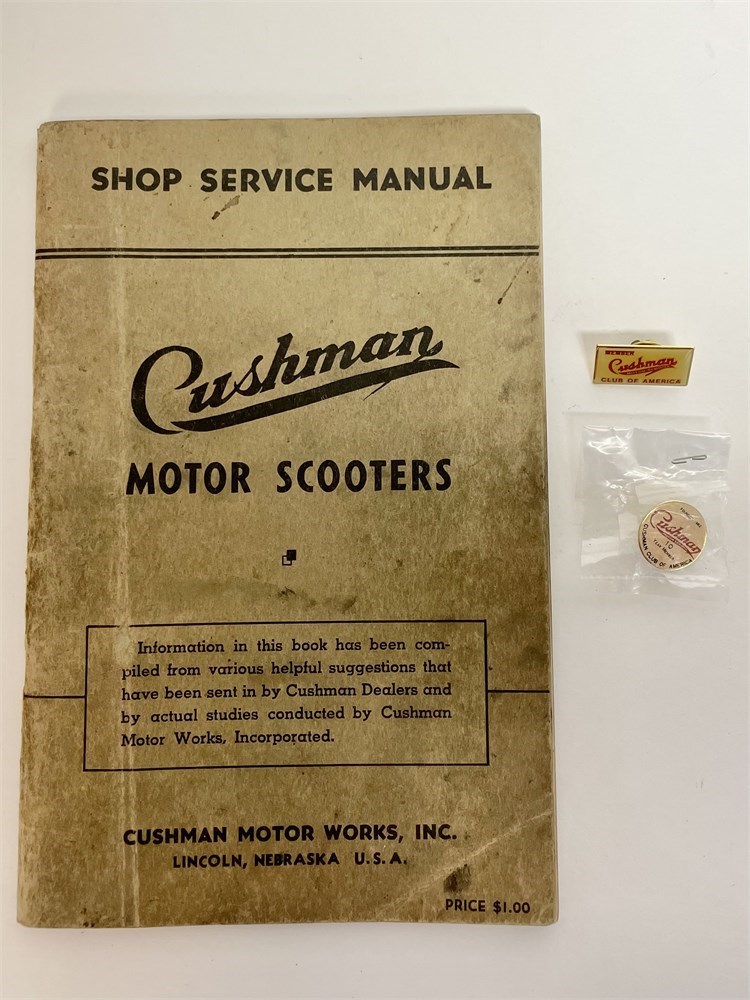 SHOP SERVICE MANUAL
Cushman
MOTOR SCOOTERS
Information in this book has been com-
piled from various helpful suggestions that
have been sent in by Cushman Dealers and
by actual studies conducted by Cushman
Motor Works, Incorporated.
CUSHMAN MOTOR WORKS, INC.
LINCOLN, NEBRASKA U.S.A.
PRICE $1.00
MEMBER
Cushman
CLUB OF AMERICA
Cushman
10
CUSHMAN CLUB OF AMERICA